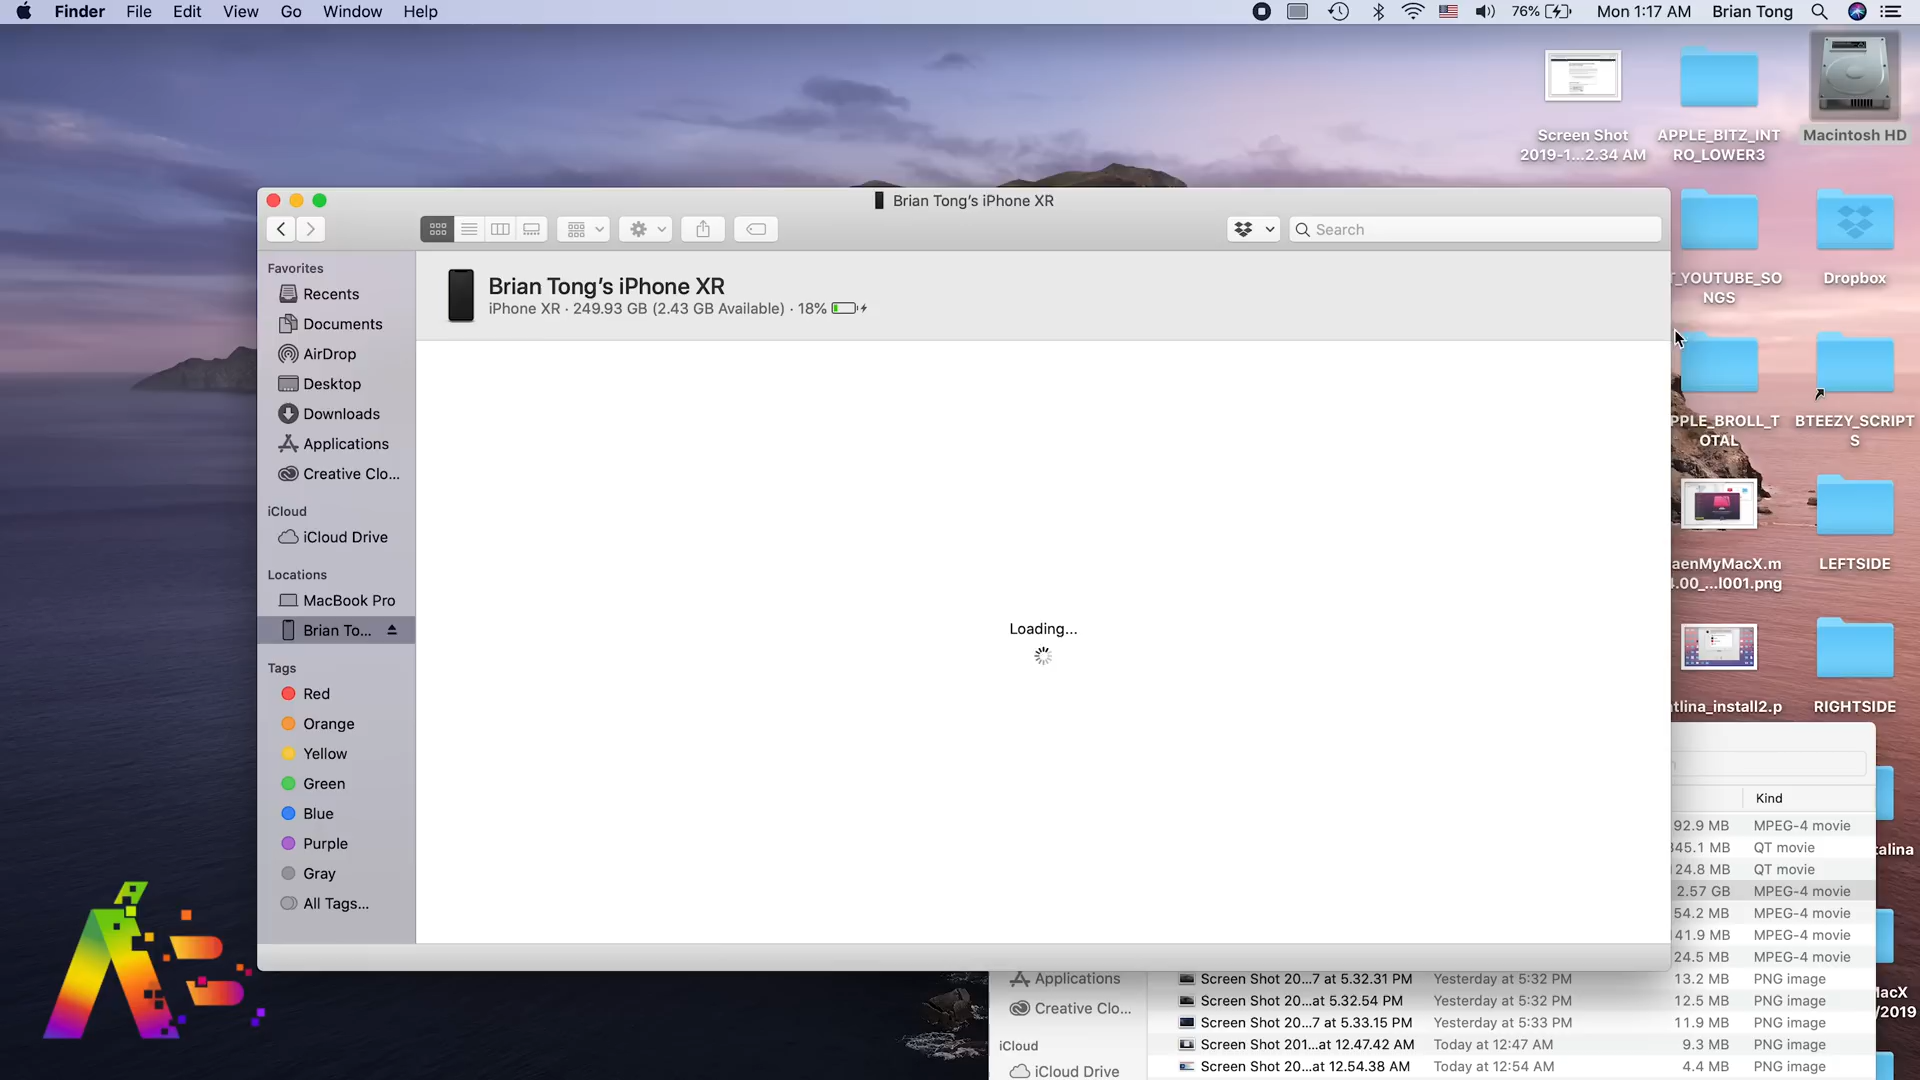 Finder File Edit View Go Window Help
76% Mon 1:17 AM Brian Tong
Screen Shot
2019-1...2.34 AM
APPLE_BITZ_INT
RO_LOWER3
Macintosh HD
Brian Tong's iPhone XR
Search
Favorites
Recents
Documents
AirDrop
Desktop
Downloads
Applications
Creative Clo...
iCloud
iCloud Drive
Locations
MacBook Pro
Brian To...
Tags
Red
Orange
Yellow
Green
Blue
Purple
Gray
All Tags...
Brian Tong's iPhone XR
iPhone XR · 249.93 GB (2.43 GB Available) · 18%
Loading...
T_YOUTUBE_SO
NGS
Dropbox
PPLE_BROLL_T
OTAL
BTEEZY_SCRIPT
S
aenMyMacX.m
.00_...l001.png
LEFTSIDE
tlina_install2.p
RIGHTSIDE
Kind
92.9 MB MPEG-4 movie
345.1 MB QT movie
24.8 MB QT movie
2.57 GB MPEG-4 movie
54.2 MB MPEG-4 movie
41.9 MB MPEG-4 movie
24.5 MB MPEG-4 movie
talina
Applications
Creative Clo...
iCloud
iCloud Drive
Screen Shot 20...7 at 5.32.31 PM Yesterday at 5:32 PM 13.2 MB PNG image
Screen Shot 20...at 5.32.54 PM Yesterday at 5:32 PM 12.5 MB PNG image
Screen Shot 20...7 at 5.33.15 PM Yesterday at 5:33 PM 11.9 MB PNG image
Screen Shot 201...at 12.47.42 AM Today at 12:47 AM 9.3 MB PNG image
Screen Shot 20...at 12.54.38 AM Today at 12:54 AM 4.4 MB PNG image
MacX
/2019